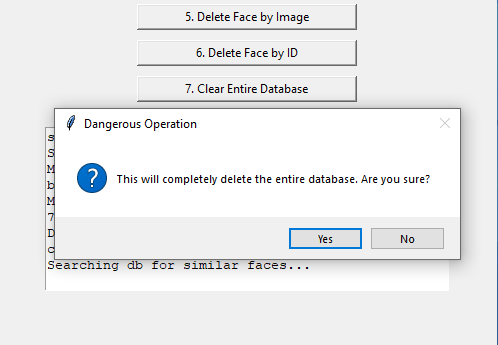 5. Delete Face by Image
6. Delete Face by ID
7. Clear Entire Database
Dangerous Operation
This will completely delete the entire database. Are you sure?
Yes No
Searching db for similar faces...